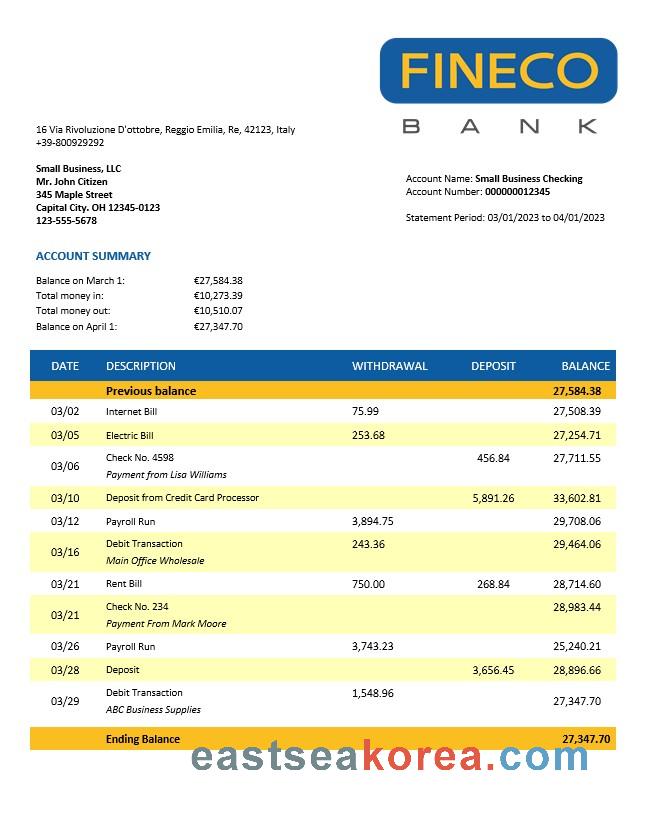 FINECO
BANK
16 Via Rivoluzione D'ottobre, Reggio Emilia, Re, 42123, Italy
+39-800929292
Small Business, LLC
Mr. John Citizen
345 Maple Street
Capital City. OH 12345-0123
123-555-5678
Account Name: Small Business Checking
Account Number: 000000012345
Statement Period: 03/01/2023 to 04/01/2023
ACCOUNT SUMMARY
Balance on March 1: €27,584.38
Total money in: €10,273.39
Total money out: €10,510.07
Balance on April 1: €27,347.70
DATE DESCRIPTION WITHDRAWAL DEPOSIT BALANCE
Previous balance 27,584.38
03/02 Internet Bill 75.99 27,508.39
03/05 Electric Bill 253.68 27,254.71
03/06 Check No. 4598 456.84 27,711.55
Payment from Lisa Williams
03/10 Deposit from Credit Card Processor 5,891.26 33,602.81
03/12 Payroll Run 3,894.75 29,708.06
03/16 Debit Transaction 243.36 29,464.06
Main Office Wholesale
03/21 Rent Bill 750.00 268.84 28,714.60
03/21 Check No. 234 28,983.44
Payment From Mark Moore
03/26 Payroll Run 3,743.23 25,240.21
03/28 Deposit 3,656.45 28,896.66
03/29 Debit Transaction 1,548.96 27,347.70
ABC Business Supplies
Ending Balance 27,347.70
eastseakorea.com